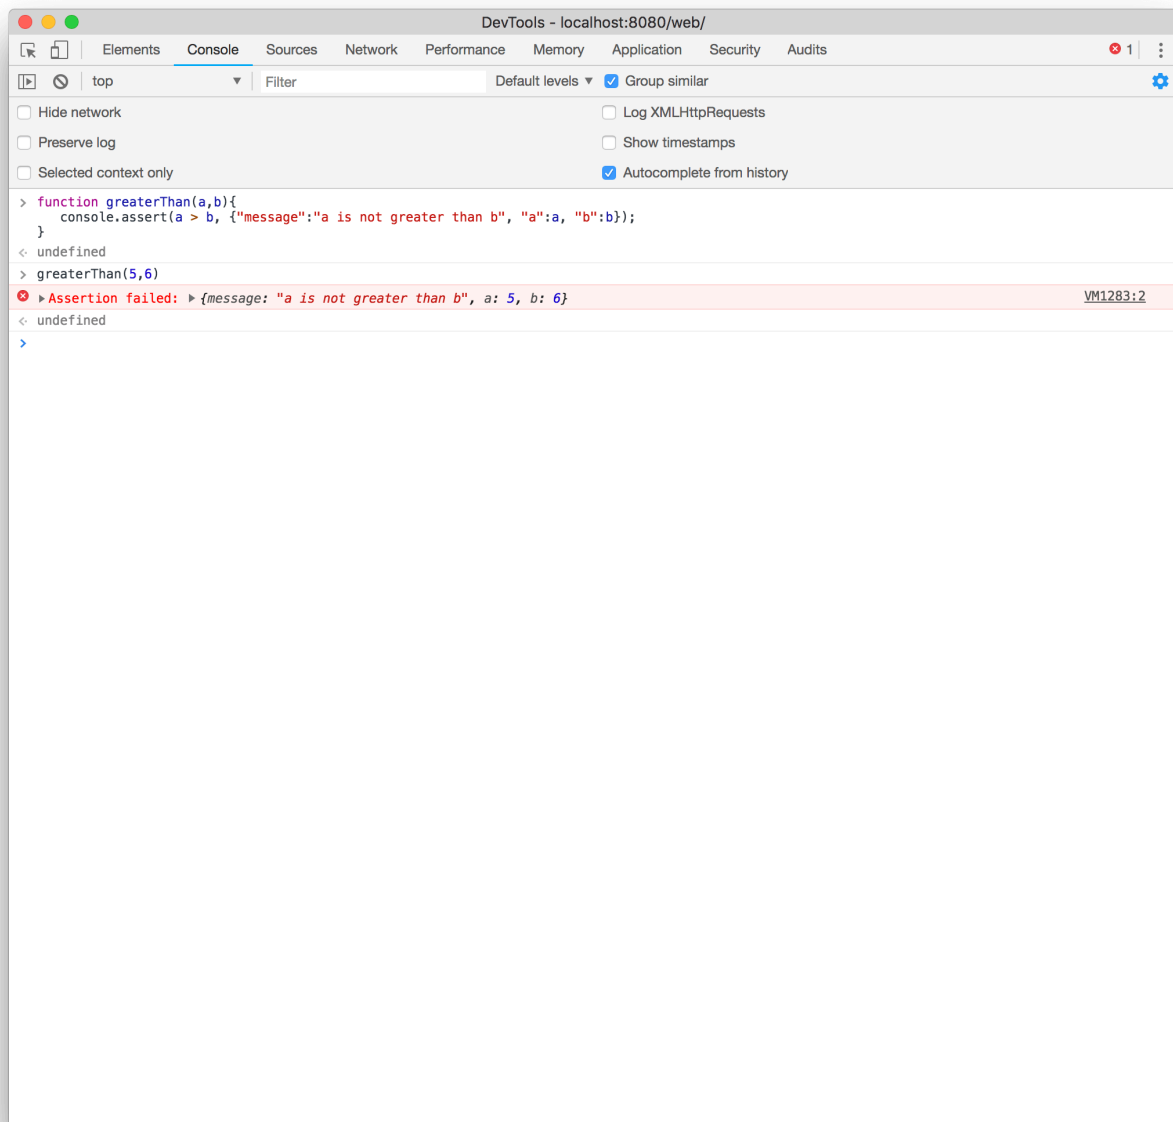 DevTools - localhost:8080/web/
Elements Console Sources Network Performance Memory Application Security Audits 1
top Filter Default levels Group similar
Hide network Log XMLHttpRequests
Preserve log Show timestamps
Selected context only Autocomplete from history
function greaterThan(a,b){
console.assert(a > b, {"message":"a is not greater than b", "a":a, "b":b});
}
undefined
greaterThan(5,6)
Assertion failed: {message: "a is not greater than b", a: 5, b: 6} VM1283:2
undefined